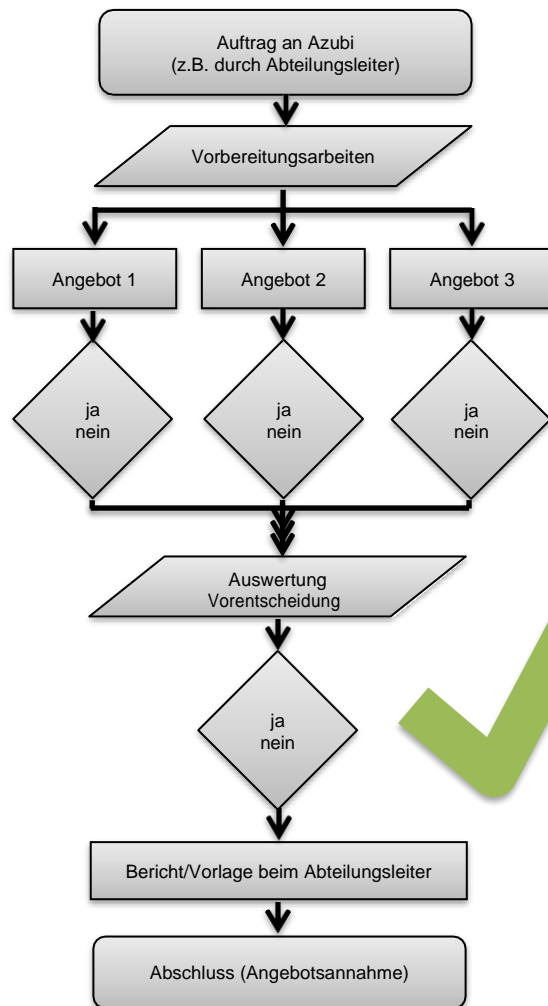 Auftrag an Azubi
(z.B. durch Abteilungsleiter)
Vorbereitungsarbeiten
Angebot 1
Angebot 2
Angebot 3
ja
nein
ja
nein
ja
nein
Auswertung
Vorentscheidung
ja
nein
Bericht/Vorlage beim Abteilungsleiter
Abschluss (Angebotsannahme)